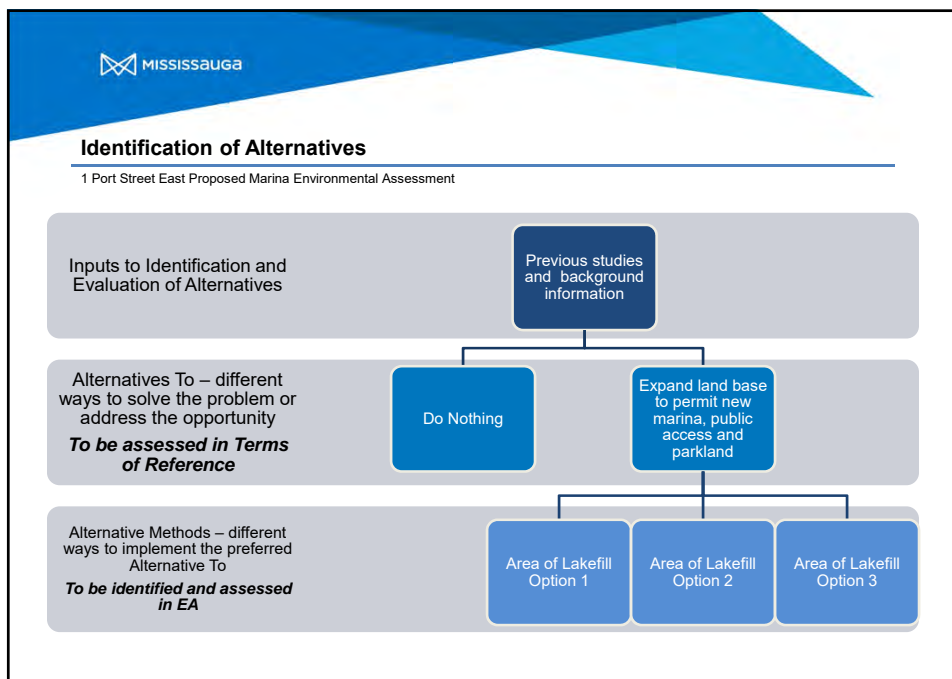 MISSISSAUGA
Identification of Alternatives
1 Port Street East Proposed Marina Environmental Assessment
Inputs to Identification and
Evaluation of Alternatives
Previous studies
and background
information
Alternatives To – different
ways to solve the problem or
address the opportunity
To be assessed in Terms
of Reference
Do Nothing
Expand land base
to permit new
marina, public
access and
parkland
Alternative Methods – different
ways to implement the preferred
Alternative To
To be identified and assessed
in EA
Area of Lakefill
Option 1
Area of Lakefill
Option 2
Area of Lakefill
Option 3